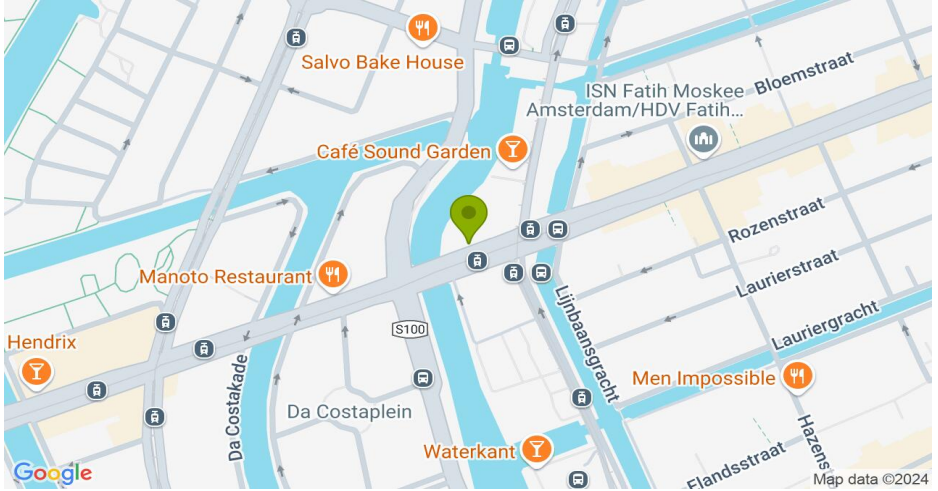 Salvo Bake House
Bloemstraat
ISN Fatih Moskee
Amsterdam/HDV Fatih...
Café Sound Garden
Rozenstraat
Manoto Restaurant
Laurierstraat
Lijnbaansgracht
Lauriergracht
S100
Hendrix
Da Costakade
Men Impossible
Da Costaplein
Waterkant
Hazens
Elandsstraat
Google
Map data ©2024